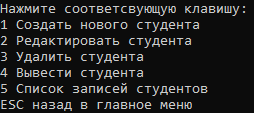 Нажмите соответсвующую клавишу:
1 Создать нового студента
2 Редактировать студента
3 Удалить студента
4 Вывести студента
5 Список записей студентов
ESC назад в главное меню